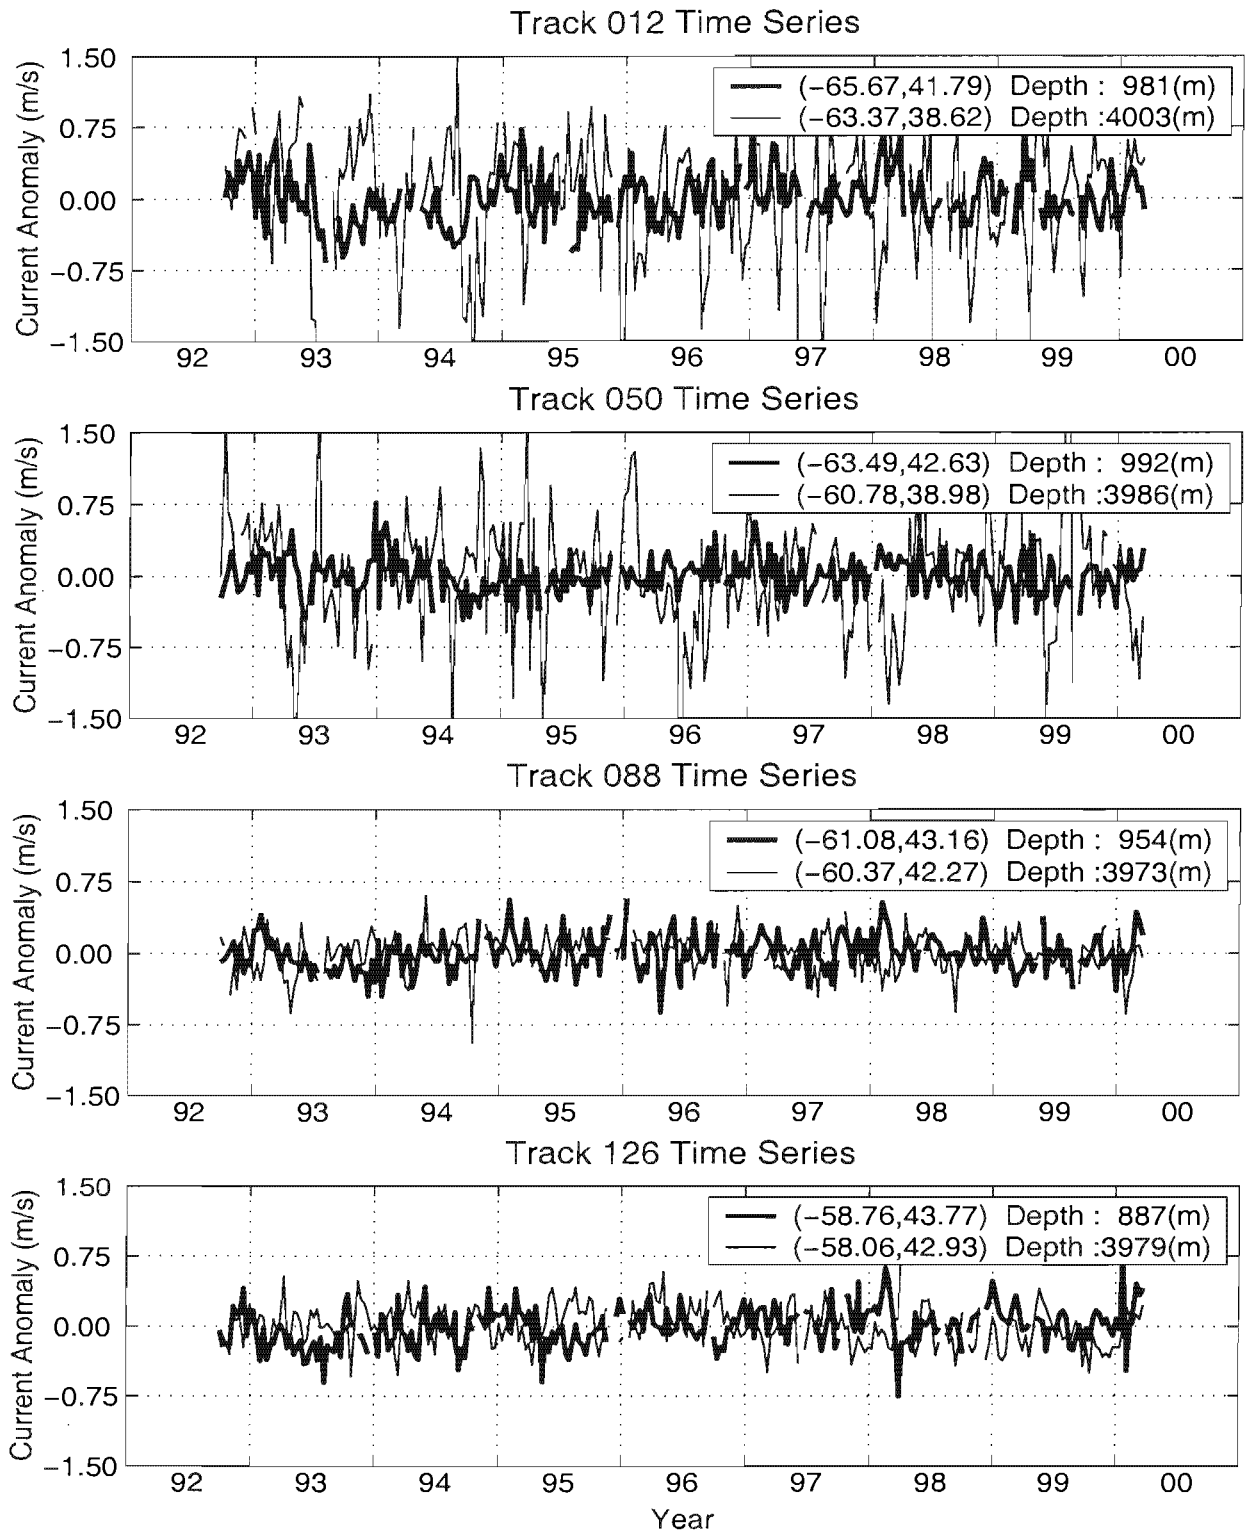 Track 012 Time Series
Current Anomaly (m/s)
1.50
0.75
0.00
−0.75
−1.50
(−65.67,41.79) Depth : 981(m)
(−63.37,38.62) Depth :4003(m)
92 93 94 95 96 97 98 99 00
Track 050 Time Series
Current Anomaly (m/s)
1.50
0.75
0.00
−0.75
−1.50
(−63.49,42.63) Depth : 992(m)
(−60.78,38.98) Depth :3986(m)
92 93 94 95 96 97 98 99 00
Track 088 Time Series
Current Anomaly (m/s)
1.50
0.75
0.00
−0.75
−1.50
(−61.08,43.16) Depth : 954(m)
(−60.37,42.27) Depth :3973(m)
92 93 94 95 96 97 98 99 00
Track 126 Time Series
Current Anomaly (m/s)
1.50
0.75
0.00
−0.75
−1.50
(−58.76,43.77) Depth : 887(m)
(−58.06,42.93) Depth :3979(m)
92 93 94 95 96 97 98 99 00
Year